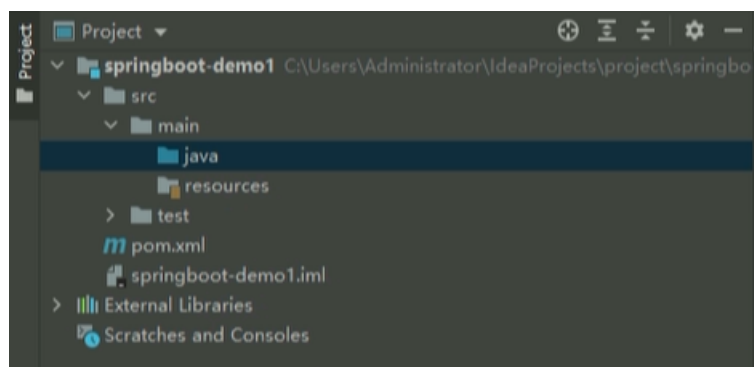 Project
Project
springboot-demo1 C:\Users\Administrator\IdeaProjects\project\springbo
src
main
java
resources
test
pom.xml
springboot-demo1.iml
External Libraries
Scratches and Consoles